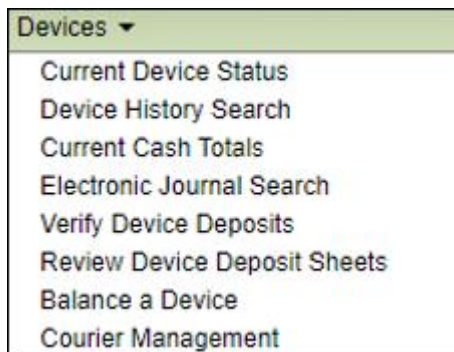 Devices ▼
Current Device Status
Device History Search
Current Cash Totals
Electronic Journal Search
Verify Device Deposits
Review Device Deposit Sheets
Balance a Device
Courier Management